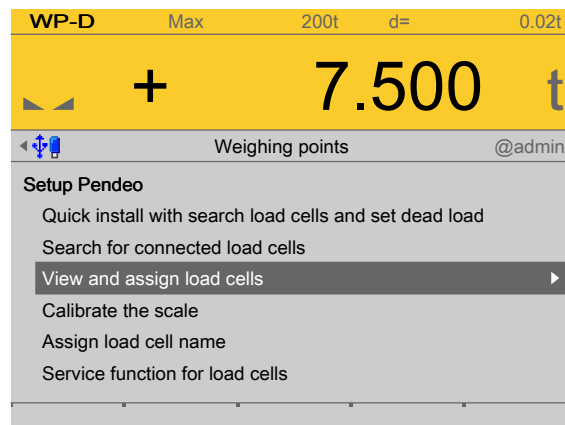 WP-D Max 200t d= 0.02t
+ 7.500 t
Weighing points @admin
Setup Pendeo
Quick install with search load cells and set dead load
Search for connected load cells
View and assign load cells
Calibrate the scale
Assign load cell name
Service function for load cells